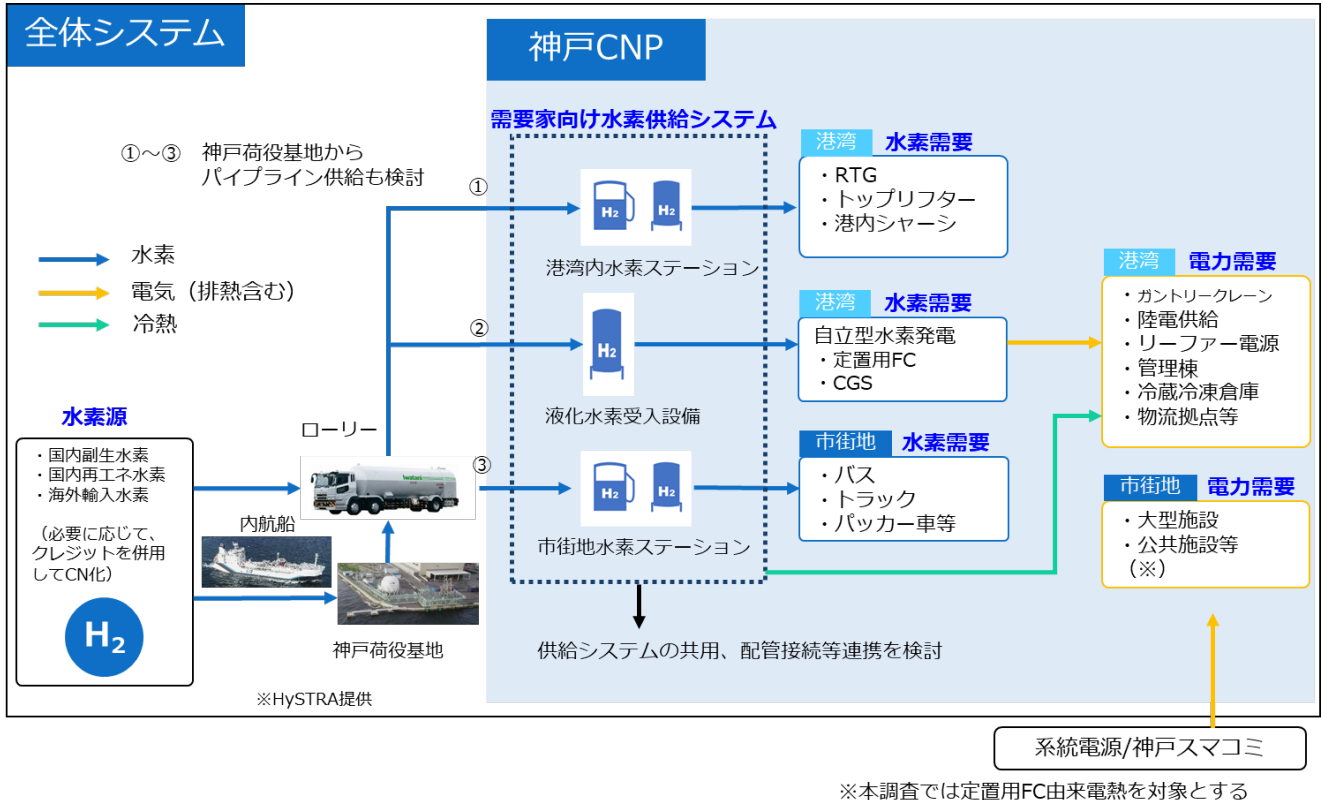 全体システム
神戸CNP
需要家向け水素供給システム
①～③ 神戸荷役基地から
パイプライン供給も検討
水素
電気（排熱含む）
冷熱
水素源
・国内副生水素
・国内再エネ水素
・海外輸入水素
（必要に応じて、
クレジットを併用
してCN化）
H2
ローリー
Iwatani
内航船
神戸荷役基地
※HySTRA提供
①
H2
H2
港湾内水素ステーション
②
H2
液化水素受入設備
③
H2
H2
市街地水素ステーション
供給システムの共用、配管接続等連携を検討
港湾 水素需要
・RTG
・トップリフター
・港内シャーシ
港湾 水素需要
自立型水素発電
・定置用FC
・CGS
市街地 水素需要
・バス
・トラック
・パッカー車等
港湾 電力需要
・ガントリークレーン
・陸電供給
・リーファー電源
・管理棟
・冷蔵冷凍倉庫
・物流拠点等
市街地 電力需要
・大型施設
・公共施設等
（※）
系統電源/神戸スマコミ
※本調査では定置用FC由来電熱を対象とする